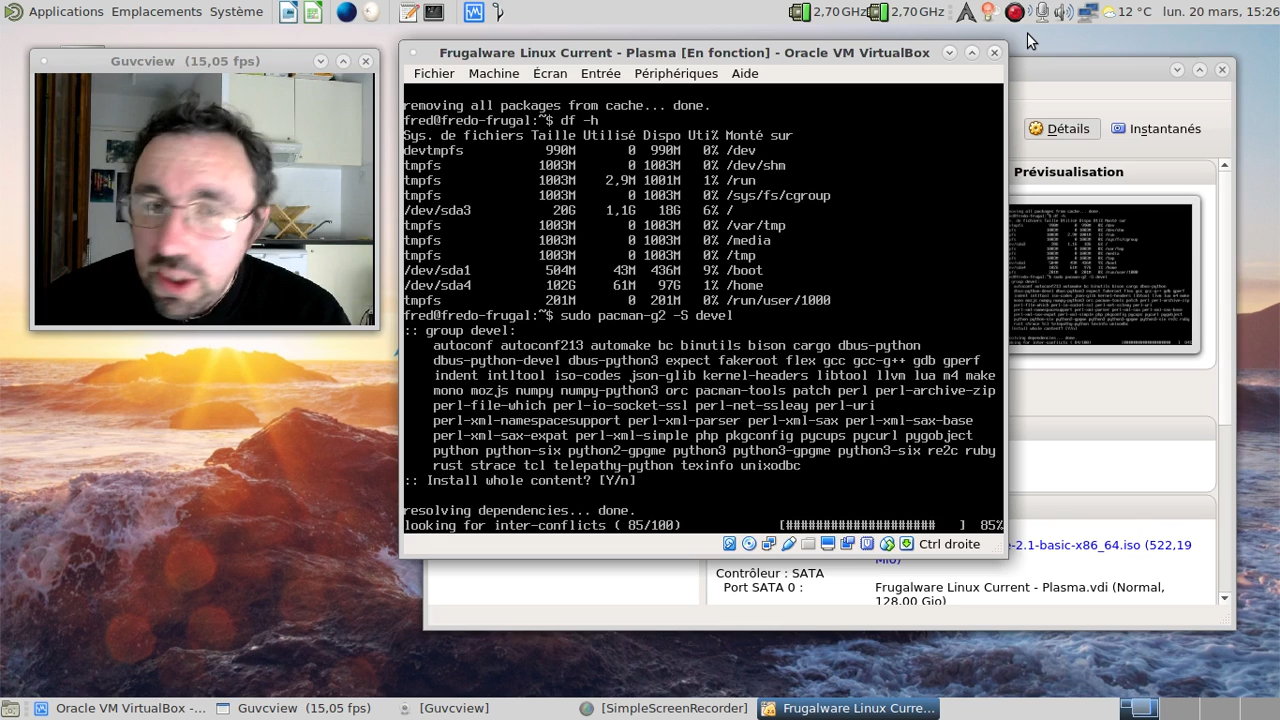 Applications Emplacements Système
2,70 GHz 2,70 GHz 12 °C lun. 20 mars, 15:26
Guvcview (15,05 fps)
Frugalware Linux Current - Plasma [En fonction] - Oracle VM VirtualBox
Fichier Machine Écran Entrée Périphériques Aide
removing all packages from cache... done.
fred@fredo-frugal:~$ df -h
Sys. de fichiers Taille Utilisé Dispo Uti% Monté sur
devtmpfs 990M 0 990M 0% /dev
tmpfs 1003M 0 1003M 0% /dev/shm
tmpfs 1003M 2,9M 1001M 1% /run
tmpfs 1003M 0 1003M 0% /sys/fs/cgroup
/dev/sda3 20G 1,1G 18G 6% /
tmpfs 1003M 0 1003M 0% /var/tmp
tmpfs 1003M 0 1003M 0% /media
tmpfs 1003M 0 1003M 0% /tmp
/dev/sda1 504M 43M 436M 9% /boot
/dev/sda4 102G 61M 97G 1% /home
tmpfs 201M 0 201M 0% /run/user/1000
fred@fredo-frugal:~$ sudo pacman-g2 -S devel
:: group devel:
autoconf autoconf213 automake bc binutils bison cargo dbus-python
dbus-python-devel dbus-python3 expect fakeroot flex gcc gcc-g++ gdb gperf
indent intltool iso-codes json-glib kernel-headers libtool llvm lua m4 make
mono mozjs numpy numpy-python3 orc pacman-tools patch perl perl-archive-zip
perl-file-which perl-io-socket-ssl perl-net-ssleay perl-uri
perl-xml-namespacesupport perl-xml-parser perl-xml-sax perl-xml-sax-base
perl-xml-sax-expat perl-xml-simple php pkgconfig pycups pycurl pygobject
python python-six python2-gpgme python3 python3-gpgme python3-six re2c ruby
rust strace tcl telepathy-python texinfo unixodbc
:: Install whole content? [Y/n]
resolving dependencies... done.
looking for inter-conflicts ( 85/100) [#################### ] 85%
Ctrl droite
Détails Instantanés
Prévisualisation
e-2.1-basic-x86_64.iso (522,19
Mio)
Contrôleur : SATA
Port SATA 0 : Frugalware Linux Current - Plasma.vdi (Normal,
128,00 Gio)
Oracle VM VirtualBox -... Guvcview (15,05 fps) [Guvcview] [SimpleScreenRecorder] Frugalware Linux Curre...